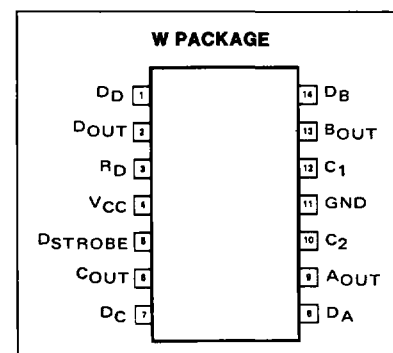 W PACKAGE
DD 1
DOUT 2
RD 3
VCC 4
DSTROBE 5
COUT 6
DC 7
14 DB
13 BOUT
12 C1
11 GND
10 C2
9 AOUT
8 DA